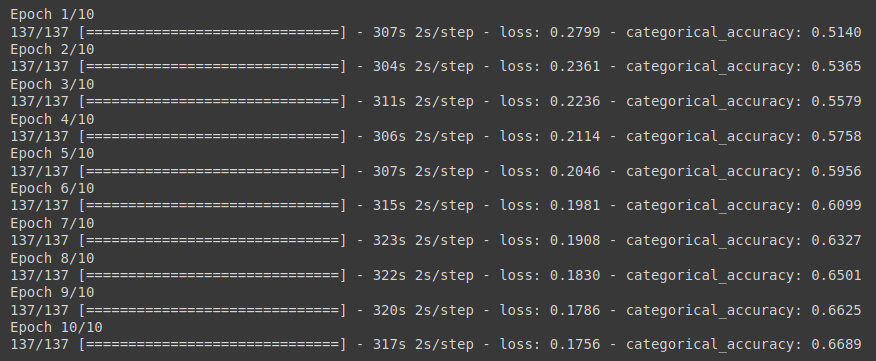 Epoch 1/10
137/137 [==============================] - 307s 2s/step - loss: 0.2799 - categorical_accuracy: 0.5140
Epoch 2/10
137/137 [==============================] - 304s 2s/step - loss: 0.2361 - categorical_accuracy: 0.5365
Epoch 3/10
137/137 [==============================] - 311s 2s/step - loss: 0.2236 - categorical_accuracy: 0.5579
Epoch 4/10
137/137 [==============================] - 306s 2s/step - loss: 0.2114 - categorical_accuracy: 0.5758
Epoch 5/10
137/137 [==============================] - 307s 2s/step - loss: 0.2046 - categorical_accuracy: 0.5956
Epoch 6/10
137/137 [==============================] - 315s 2s/step - loss: 0.1981 - categorical_accuracy: 0.6099
Epoch 7/10
137/137 [==============================] - 323s 2s/step - loss: 0.1908 - categorical_accuracy: 0.6327
Epoch 8/10
137/137 [==============================] - 322s 2s/step - loss: 0.1830 - categorical_accuracy: 0.6501
Epoch 9/10
137/137 [==============================] - 320s 2s/step - loss: 0.1786 - categorical_accuracy: 0.6625
Epoch 10/10
137/137 [==============================] - 317s 2s/step - loss: 0.1756 - categorical_accuracy: 0.6689